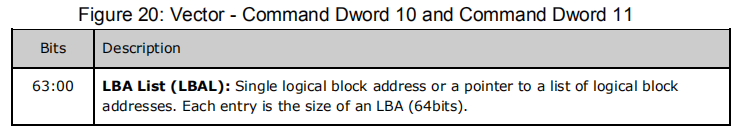 Figure 20: Vector - Command Dword 10 and Command Dword 11
Bits Description
63:00 LBA List (LBAL): Single logical block address or a pointer to a list of logical block
addresses. Each entry is the size of an LBA (64bits).